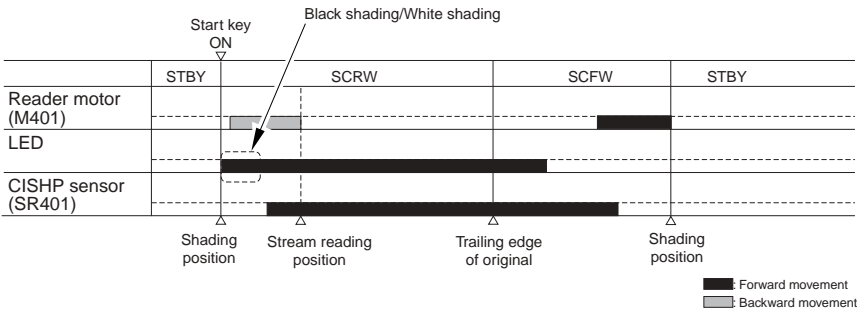 Black shading/White shading
Start key
ON
STBY
SCRW
SCFW
STBY
Reader motor
(M401)
LED
CISHP sensor
(SR401)
Shading
position
Stream reading
position
Trailing edge
of original
Shading
position
: Forward movement
: Backward movement